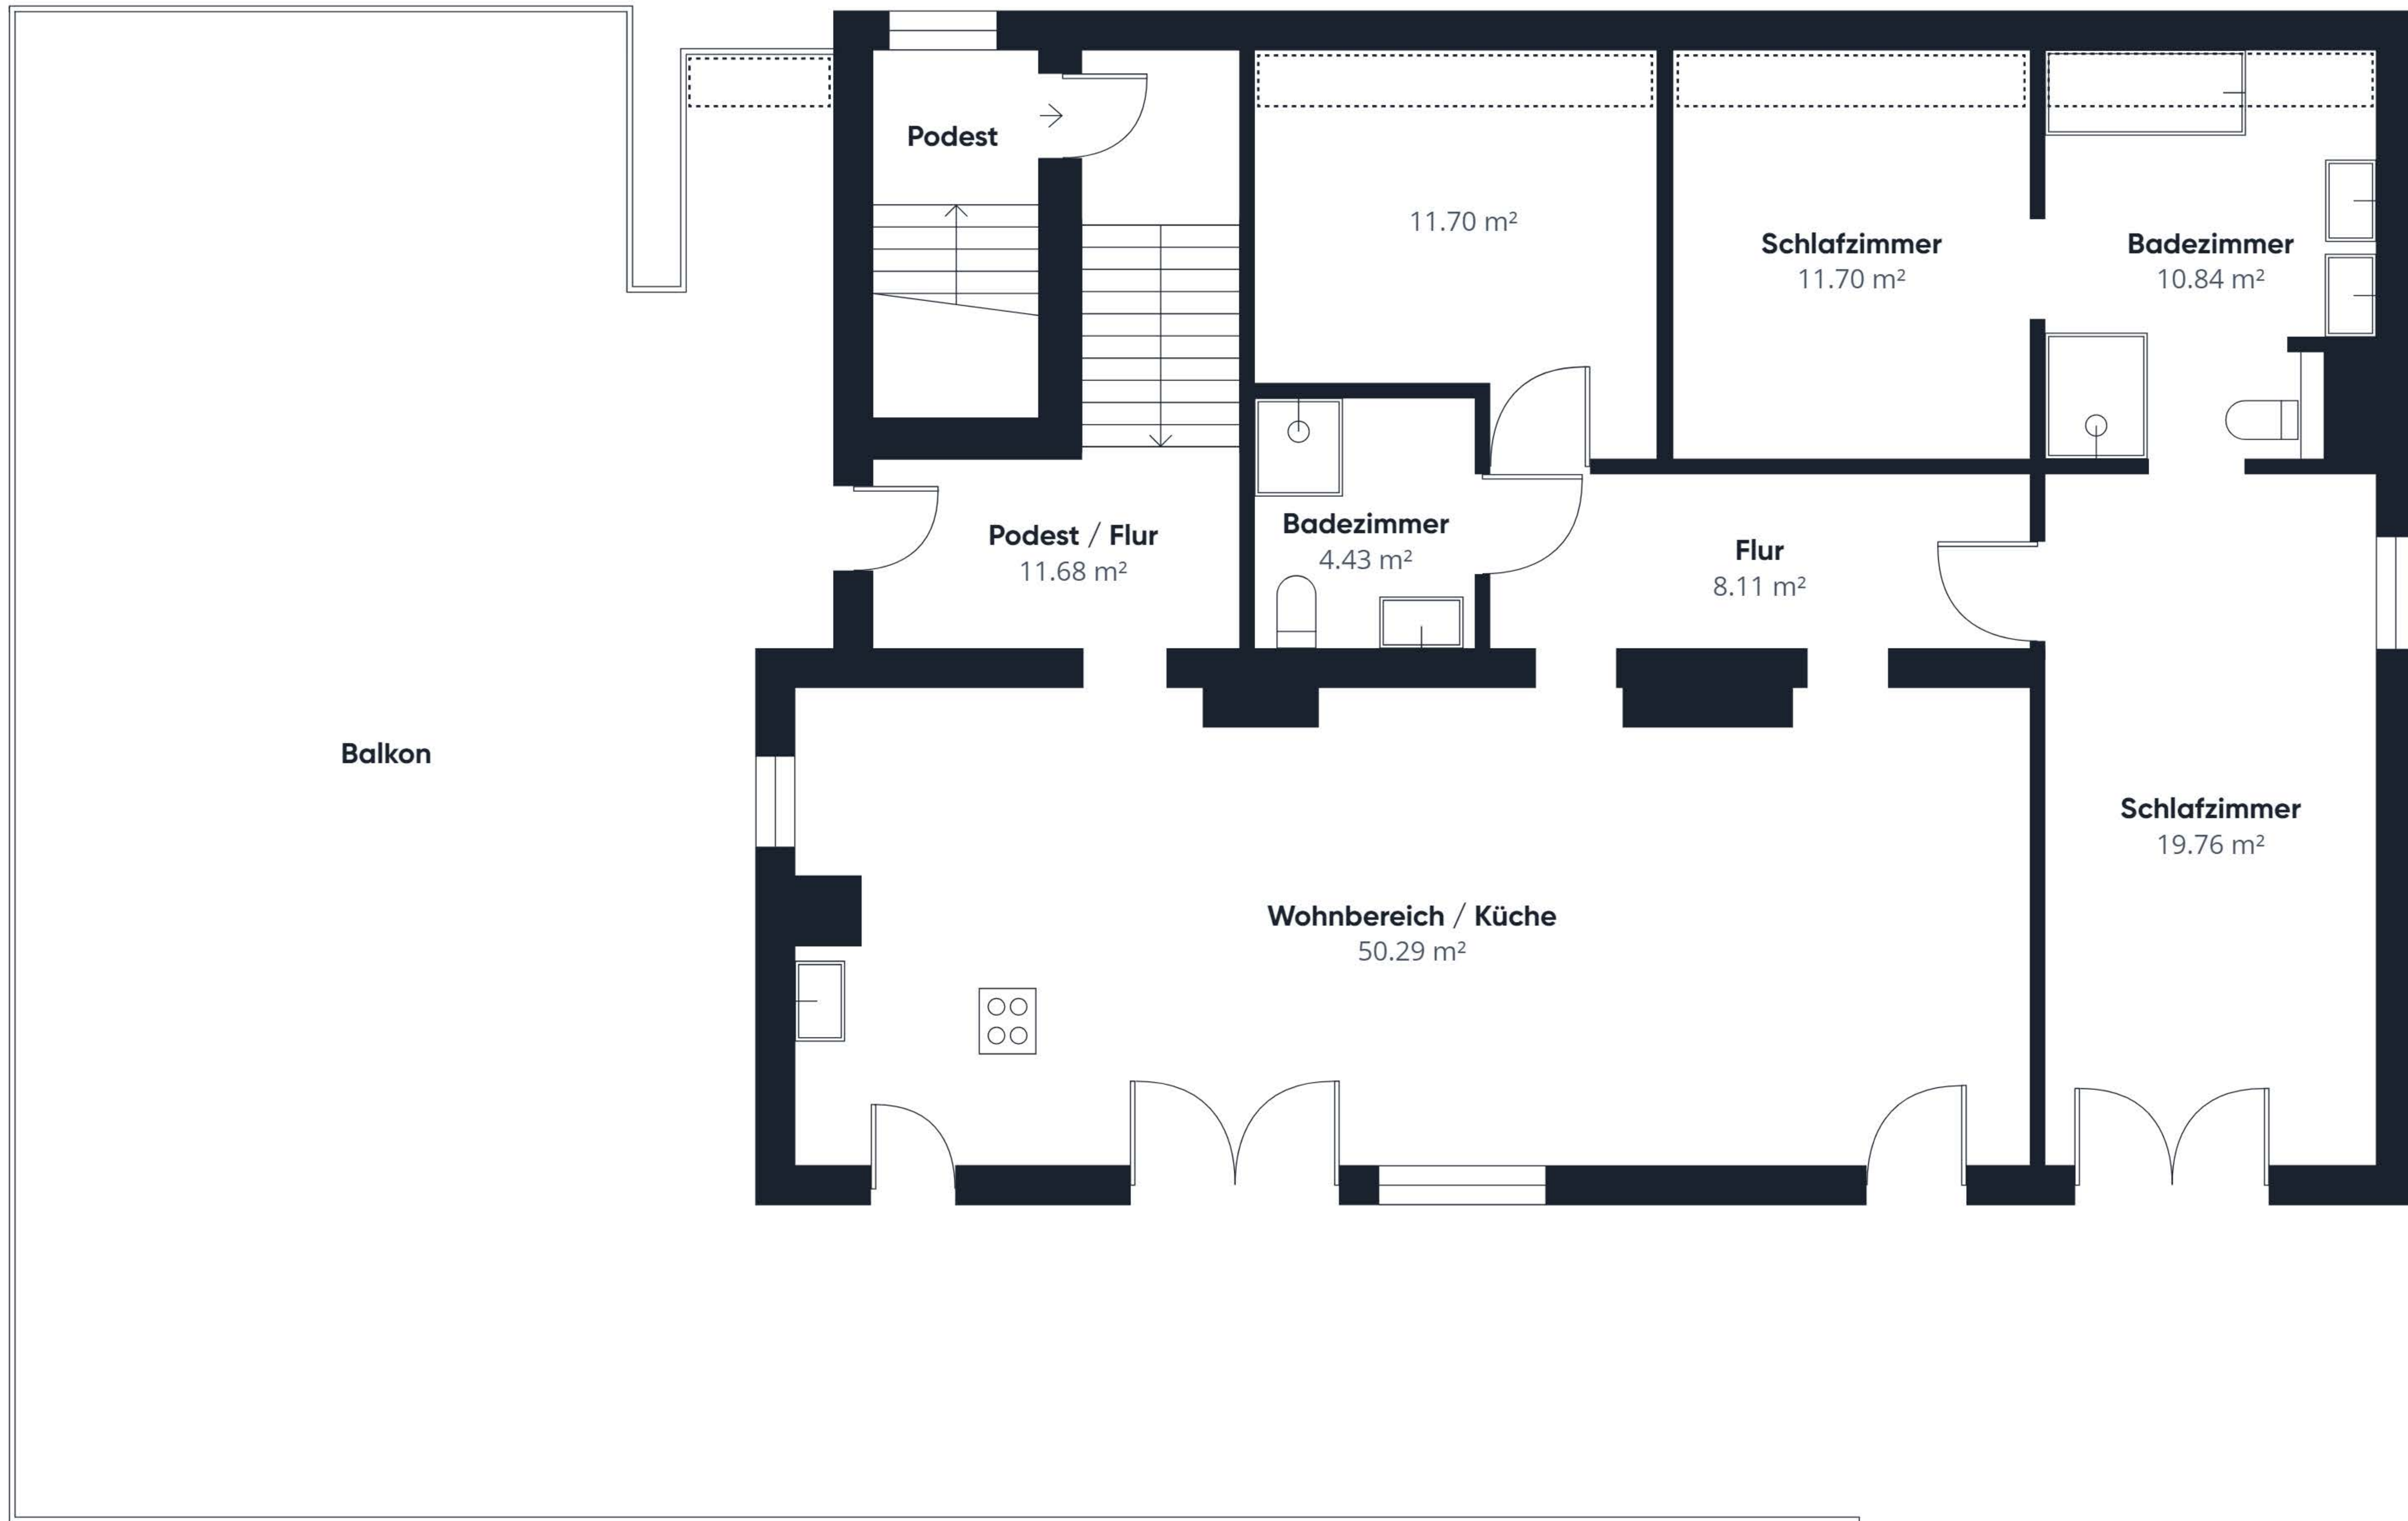 Podest
11.70 m²
Schlafzimmer
11.70 m²
Badezimmer
10.84 m²
Podest / Flur
11.68 m²
Badezimmer
4.43 m²
Flur
8.11 m²
Balkon
Schlafzimmer
19.76 m²
Wohnbereich / Küche
50.29 m²